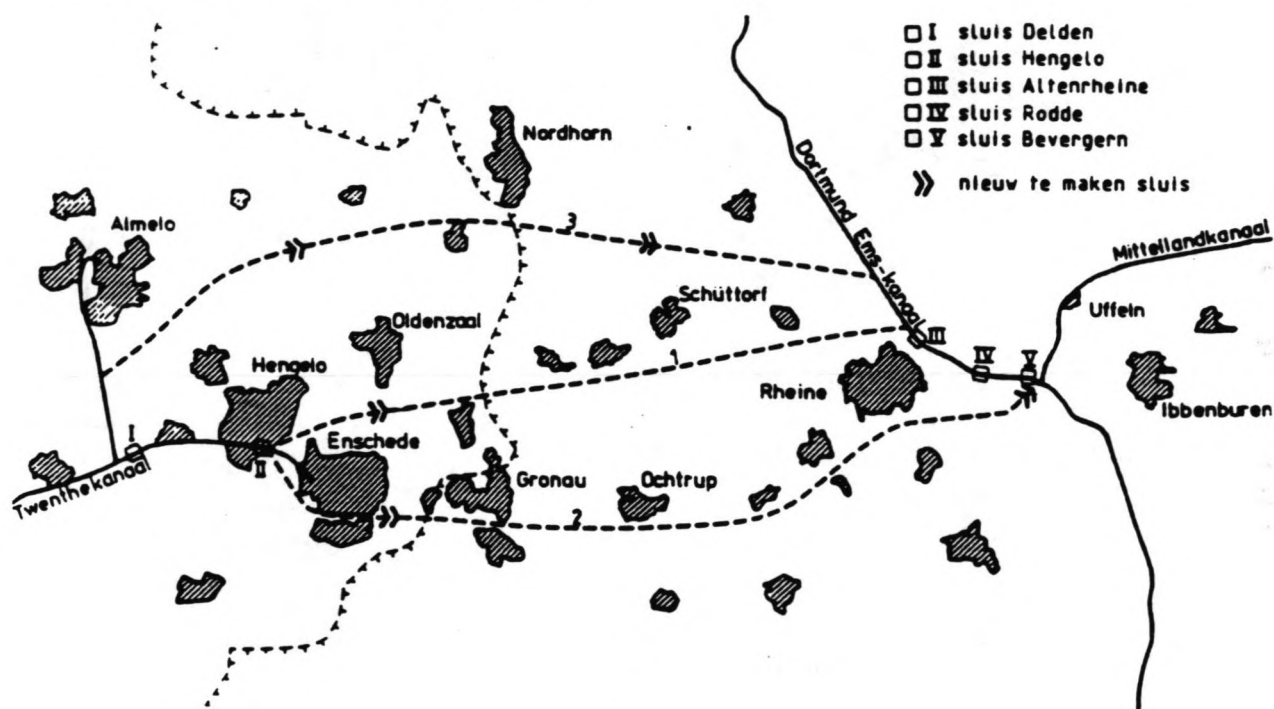 I sluis Delden
II sluis Hengelo
III sluis Altenrheine
IV sluis Rodde
V sluis Bevergern
nieuw te maken sluis
Nordhorn
Almelo
3
Dortmund Ems-kanaal
Mittellandkanaal
Schüttorf
Uffeln
Oldenzaal
1
III
Hengelo
IV
V
Rheine
Ibbenburen
I
Enschede
II
Twenthekanaal
Gronau
Ochtrup
2